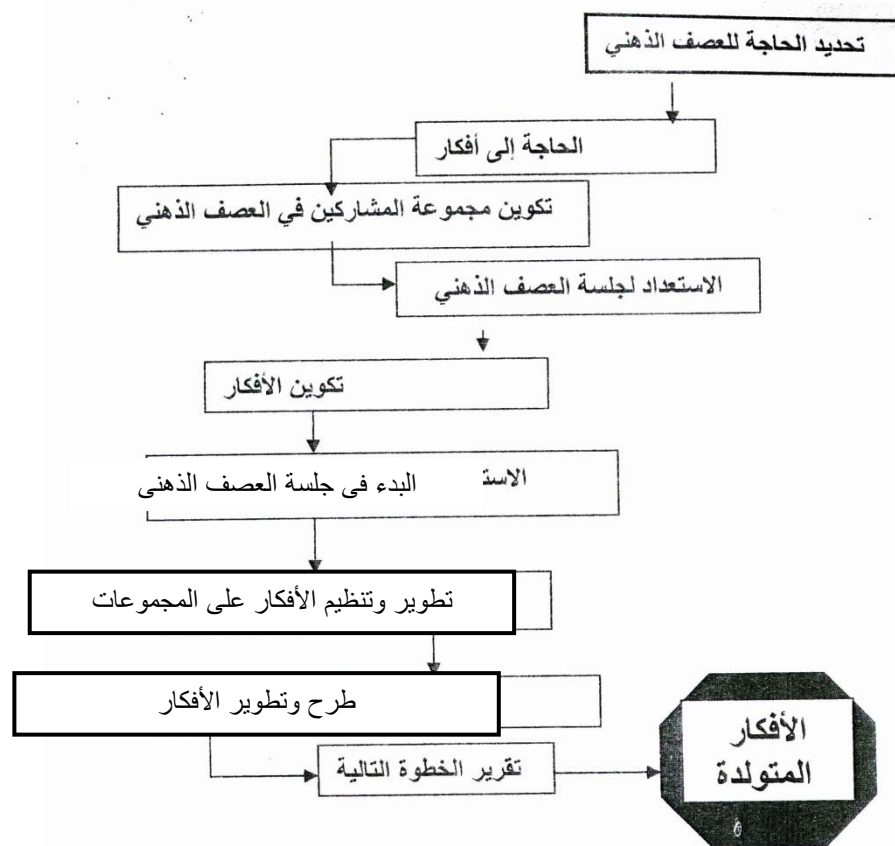 تحديد الحاجة للعصف الذهني
الحاجة إلى أفكار
تكوين مجموعة المشاركين في العصف الذهني
الاستعداد لجلسة العصف الذهني
تكوين الأفكار
البدء فى جلسة العصف الذهنى
تطوير وتنظيم الأفكار على المجموعات
طرح وتطوير الأفكار
تقرير الخطوة التالية
الأفكار
المتولدة